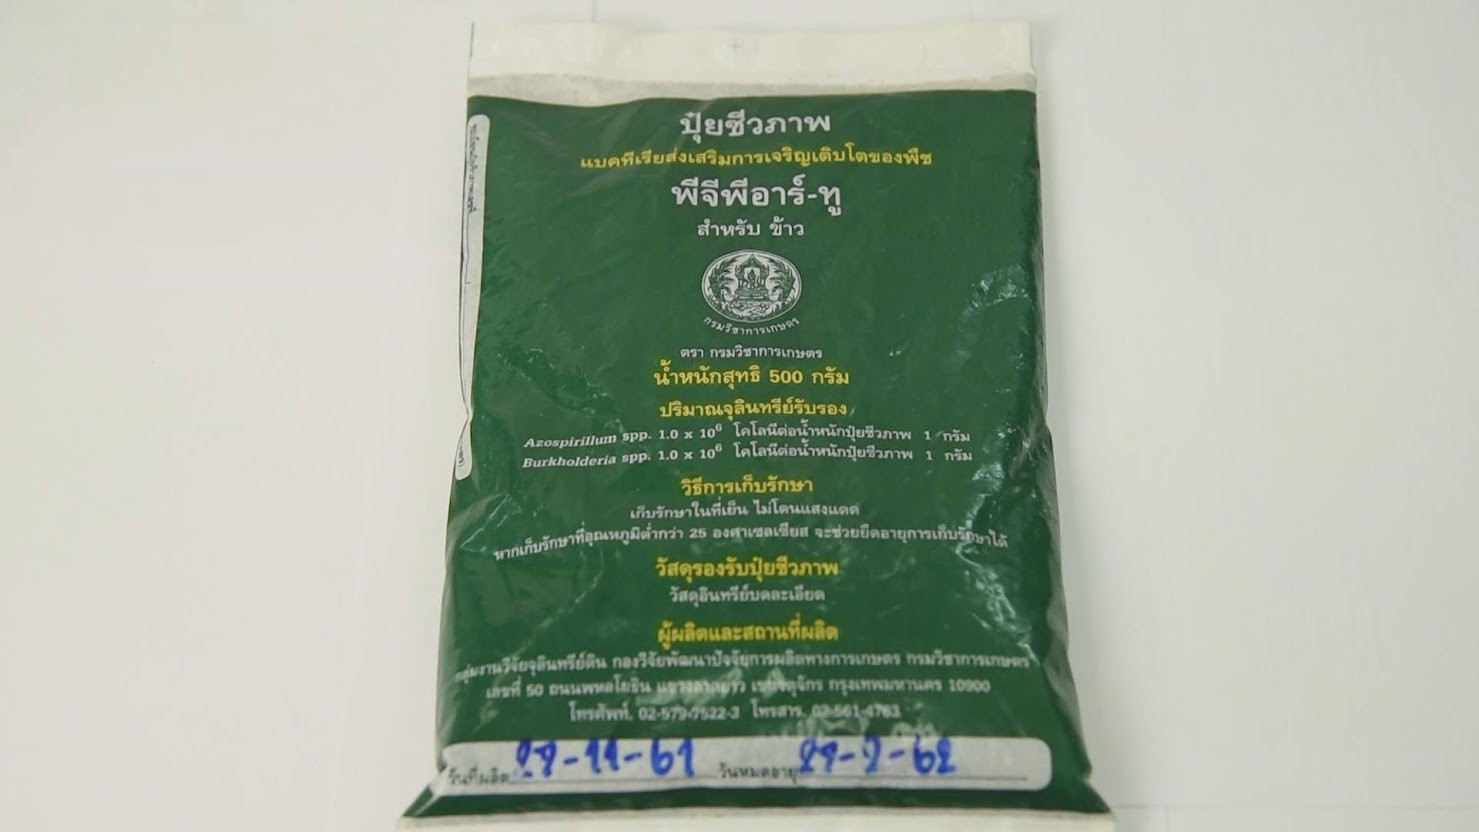 ปุ๋ยชีวภาพ
แบคทีเรียส่งเสริมการเจริญเติบโตของพืช
พีจีพีอาร์-ทู
สำหรับ ข้าว
กรมวิชาการเกษตร
ตรา กรมวิชาการเกษตร
น้ำหนักสุทธิ 500 กรัม
ปริมาณจุลินทรีย์รับรอง
Azospirillum spp. 1.0 x 10⁶ โคโลนีต่อน้ำหนักปุ๋ยชีวภาพ 1 กรัม
Burkholderia spp. 1.0 x 10⁶ โคโลนีต่อน้ำหนักปุ๋ยชีวภาพ 1 กรัม
วิธีการเก็บรักษา
เก็บรักษาในที่เย็น ไม่โดนแสงแดด
หากเก็บรักษาที่อุณหภูมิต่ำกว่า 25 องศาเซลเซียส จะช่วยยืดอายุการเก็บรักษาได้
วัสดุรองรับปุ๋ยชีวภาพ
วัสดุอินทรีย์บดละเอียด
ผู้ผลิตและสถานที่ผลิต
กลุ่มงานวิจัยจุลินทรีย์ดิน กองวิจัยพัฒนาปัจจัยการผลิตทางการเกษตร กรมวิชาการเกษตร
เลขที่ 50 ถนนพหลโยธิน แขวงลาดยาว เขตจตุจักร กรุงเทพมหานคร 10900
โทรศัพท์. 02-579-7522-3 โทรสาร. 02-561-4763
วันที่ผลิต วันหมดอายุ